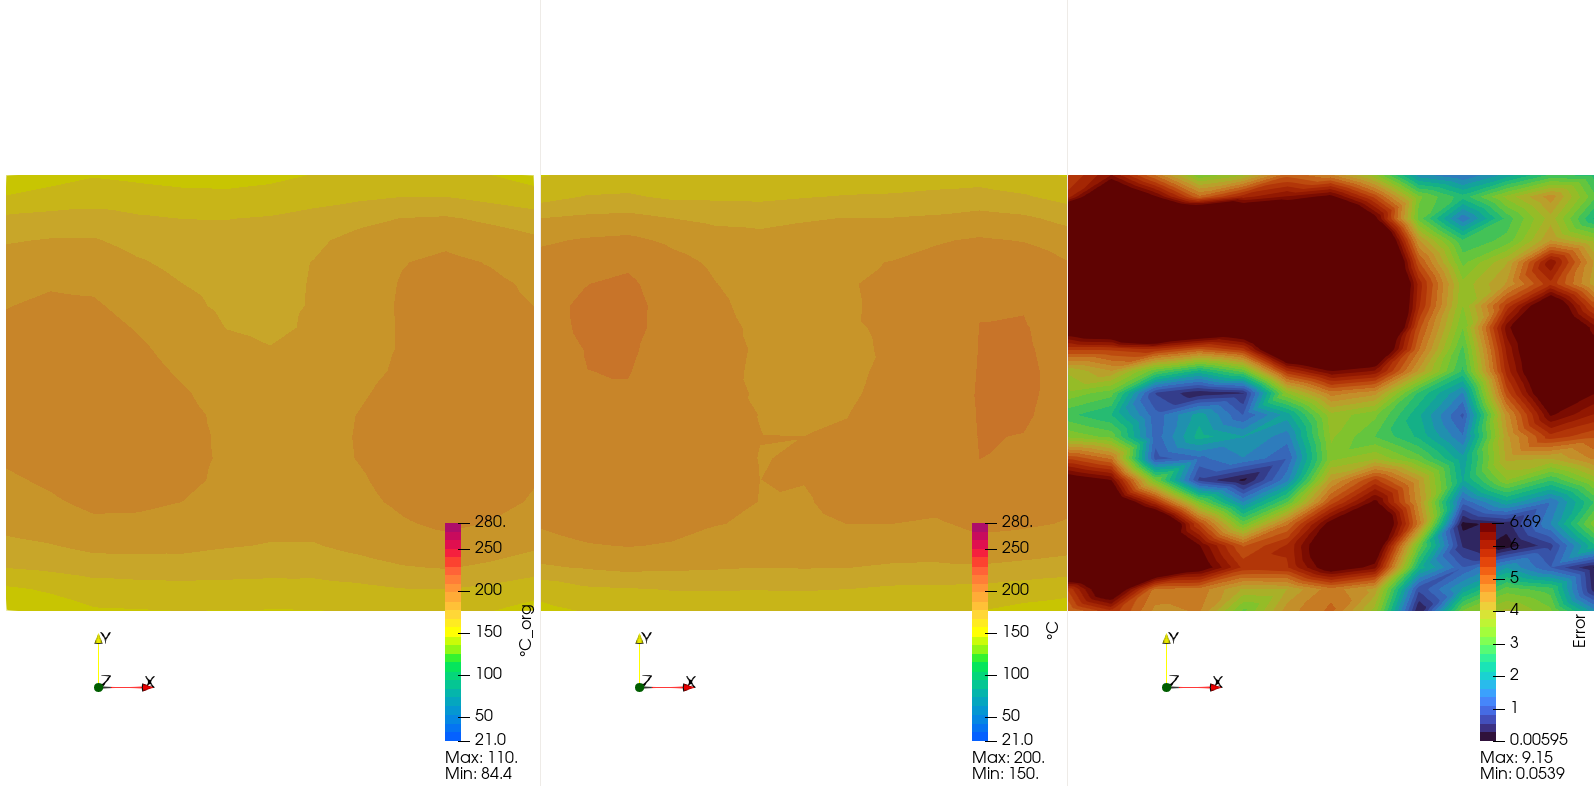 280.
250
200
150
100
50
21.0
°C_org
Max: 110.
Min: 84.4
Y
Z
X
280.
250
200
150
100
50
21.0
°C
Max: 200.
Min: 150.
Y
Z
X
6.69
6
5
4
3
2
1
0.00595
Error
Max: 9.15
Min: 0.0539
Y
Z
X